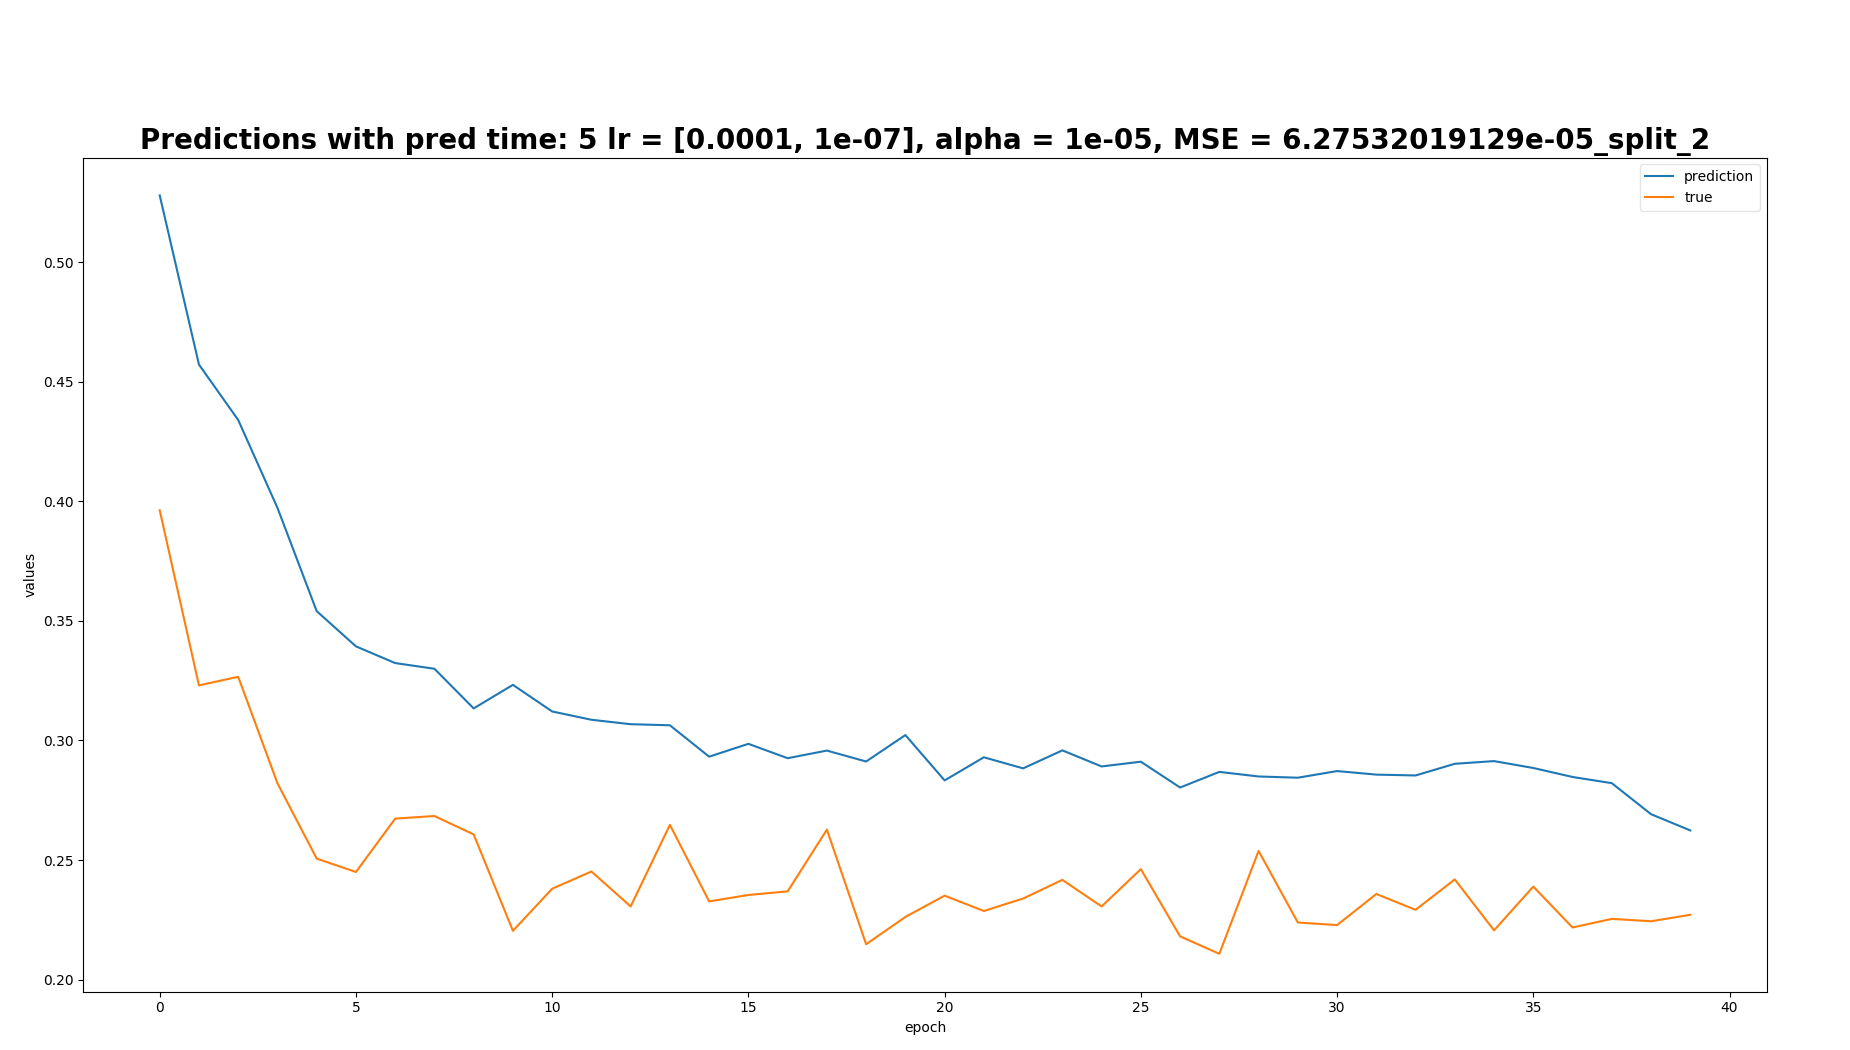 Predictions with pred time: 5 lr = [0.0001, 1e-07], alpha = 1e-05, MSE = 6.27532019129e-05_split_2
prediction
true
0.50
0.45
0.40
0.35
0.30
0.25
0.20
values
0 5 10 15 20 25 30 35 40
epoch